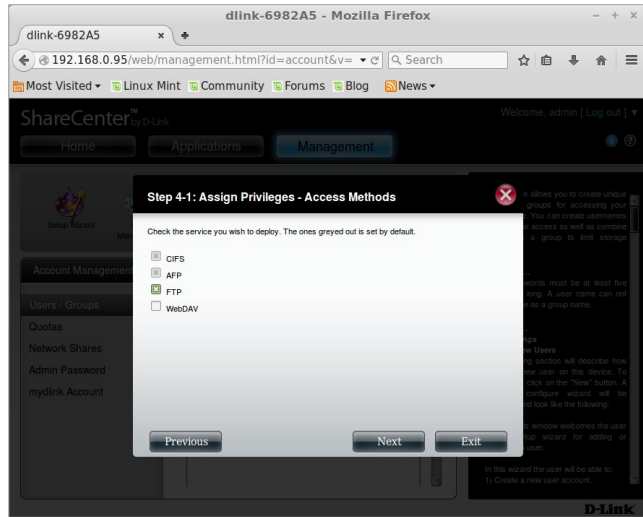 dlink-6982A5 - Mozilla Firefox
dlink-6982A5
192.168.0.95/web/management.html?id=account&v=
Search
Most Visited
Linux Mint
Community
Forums
Blog
News
ShareCenter™ by D-Link
Welcome, admin [ Log out ]
Home
Applications
Management
Setup Wizard
Account Management
Users / Groups
Quotas
Network Shares
Admin Password
mydlink Account
Step 4-1: Assign Privileges - Access Methods
Check the service you wish to deploy. The ones greyed out is set by default.
CIFS
AFP
FTP
WebDAV
Previous
Next
Exit
allows you to create unique
groups for accessing your
You can create usernames
access as well as combine
a group to limit storage
words must be at least five
long. A user name can not
as a group name.
w Users
section will describe how
new user on this device. To
click on the "New" button. A
configure wizard will be
nd look like the following:
window welcomes the user
wizard for adding or
user.
In this wizard the user will be able to:
1) Create a new user account.
D-Link